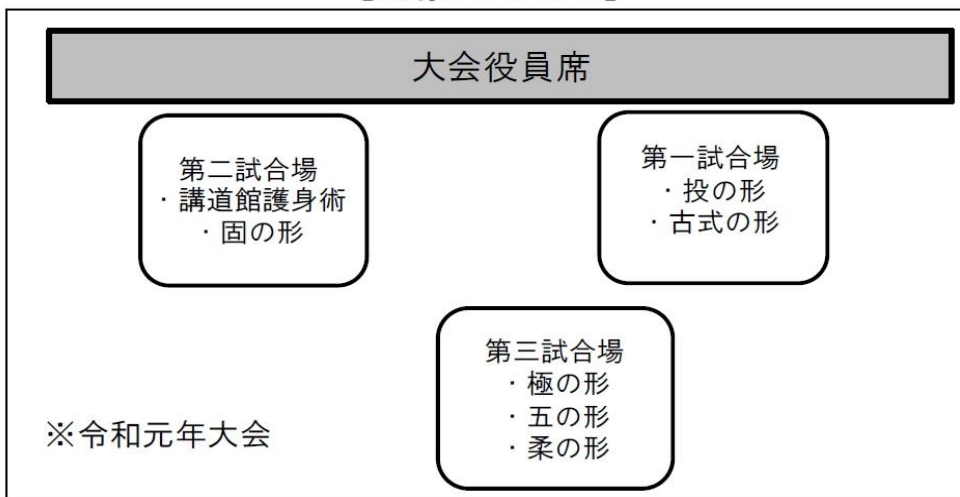 大会役員席
第二試合場
・講道館護身術
・固の形
第一試合場
・投の形
・古式の形
第三試合場
・極の形
・五の形
・柔の形
※令和元年大会